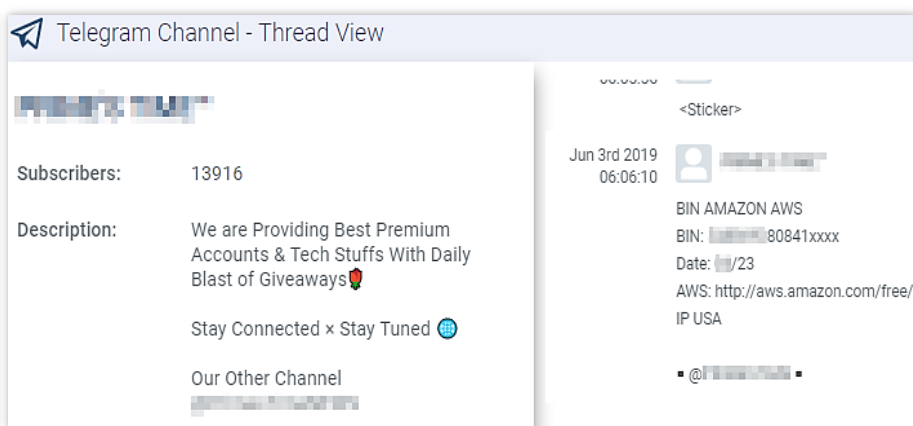 Telegram Channel - Thread View
Subscribers: 13916
Description: We are Providing Best Premium
Accounts & Tech Stuffs With Daily
Blast of Giveaways
Stay Connected × Stay Tuned
Our Other Channel
<Sticker>
Jun 3rd 2019
06:06:10
BIN AMAZON AWS
BIN: 80841xxxx
Date: /23
AWS: http://aws.amazon.com/free/
IP USA
▪ @ ▪